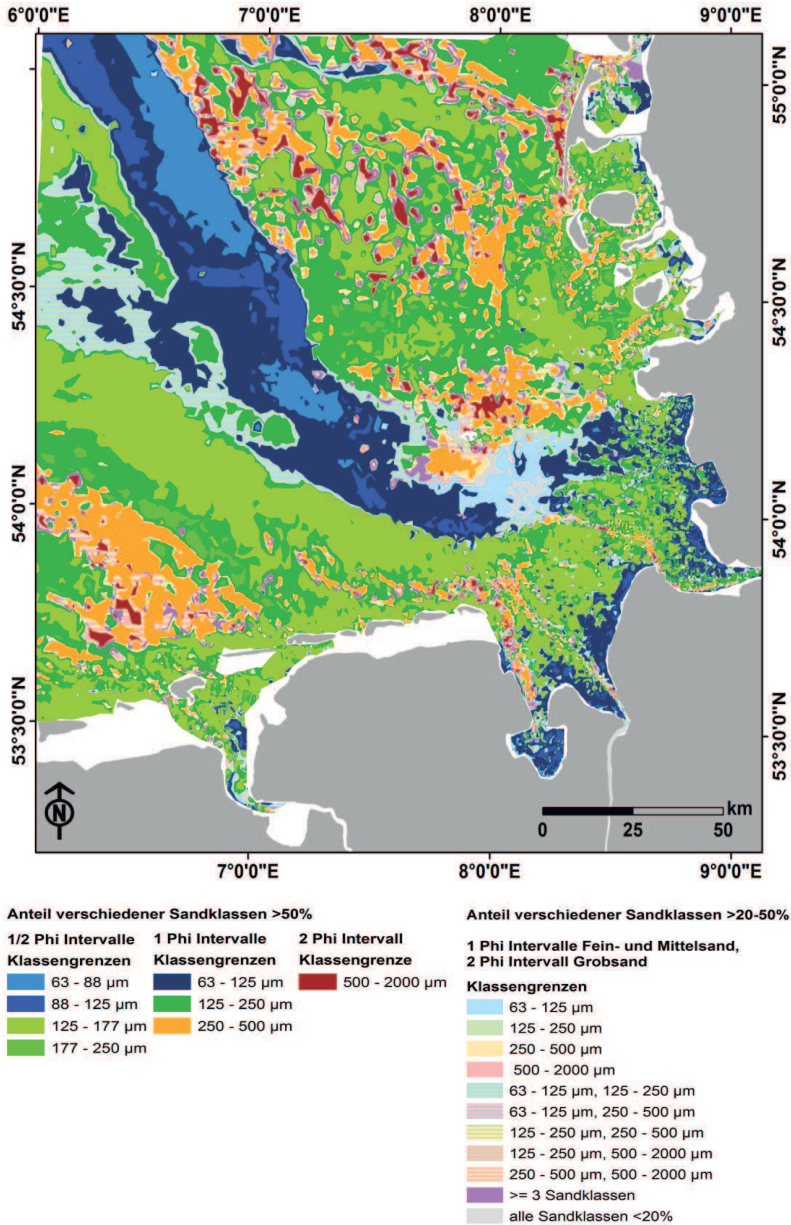 6°0'0"E 7°0'0"E 8°0'0"E 9°0'0"E
55°0'0"N
54°30'0"N
54°30'0"N
54°0'0"N
54°0'0"N
53°30'0"N
53°30'0"N
N
km
0 25 50
7°0'0"E 8°0'0"E 9°0'0"E
Anteil verschiedener Sandklassen >50%
1/2 Phi Intervalle
Klassengrenzen
63 - 88 µm
88 - 125 µm
125 - 177 µm
177 - 250 µm
1 Phi Intervalle
Klassengrenzen
63 - 125 µm
125 - 250 µm
250 - 500 µm
2 Phi Intervall
Klassengrenze
500 - 2000 µm
Anteil verschiedener Sandklassen >20-50%
1 Phi Intervalle Fein- und Mittelsand,
2 Phi Intervall Grobsand
Klassengrenzen
63 - 125 µm
125 - 250 µm
250 - 500 µm
500 - 2000 µm
63 - 125 µm, 125 - 250 µm
63 - 125 µm, 250 - 500 µm
125 - 250 µm, 250 - 500 µm
125 - 250 µm, 500 - 2000 µm
250 - 500 µm, 500 - 2000 µm
>= 3 Sandklassen
alle Sandklassen <20%